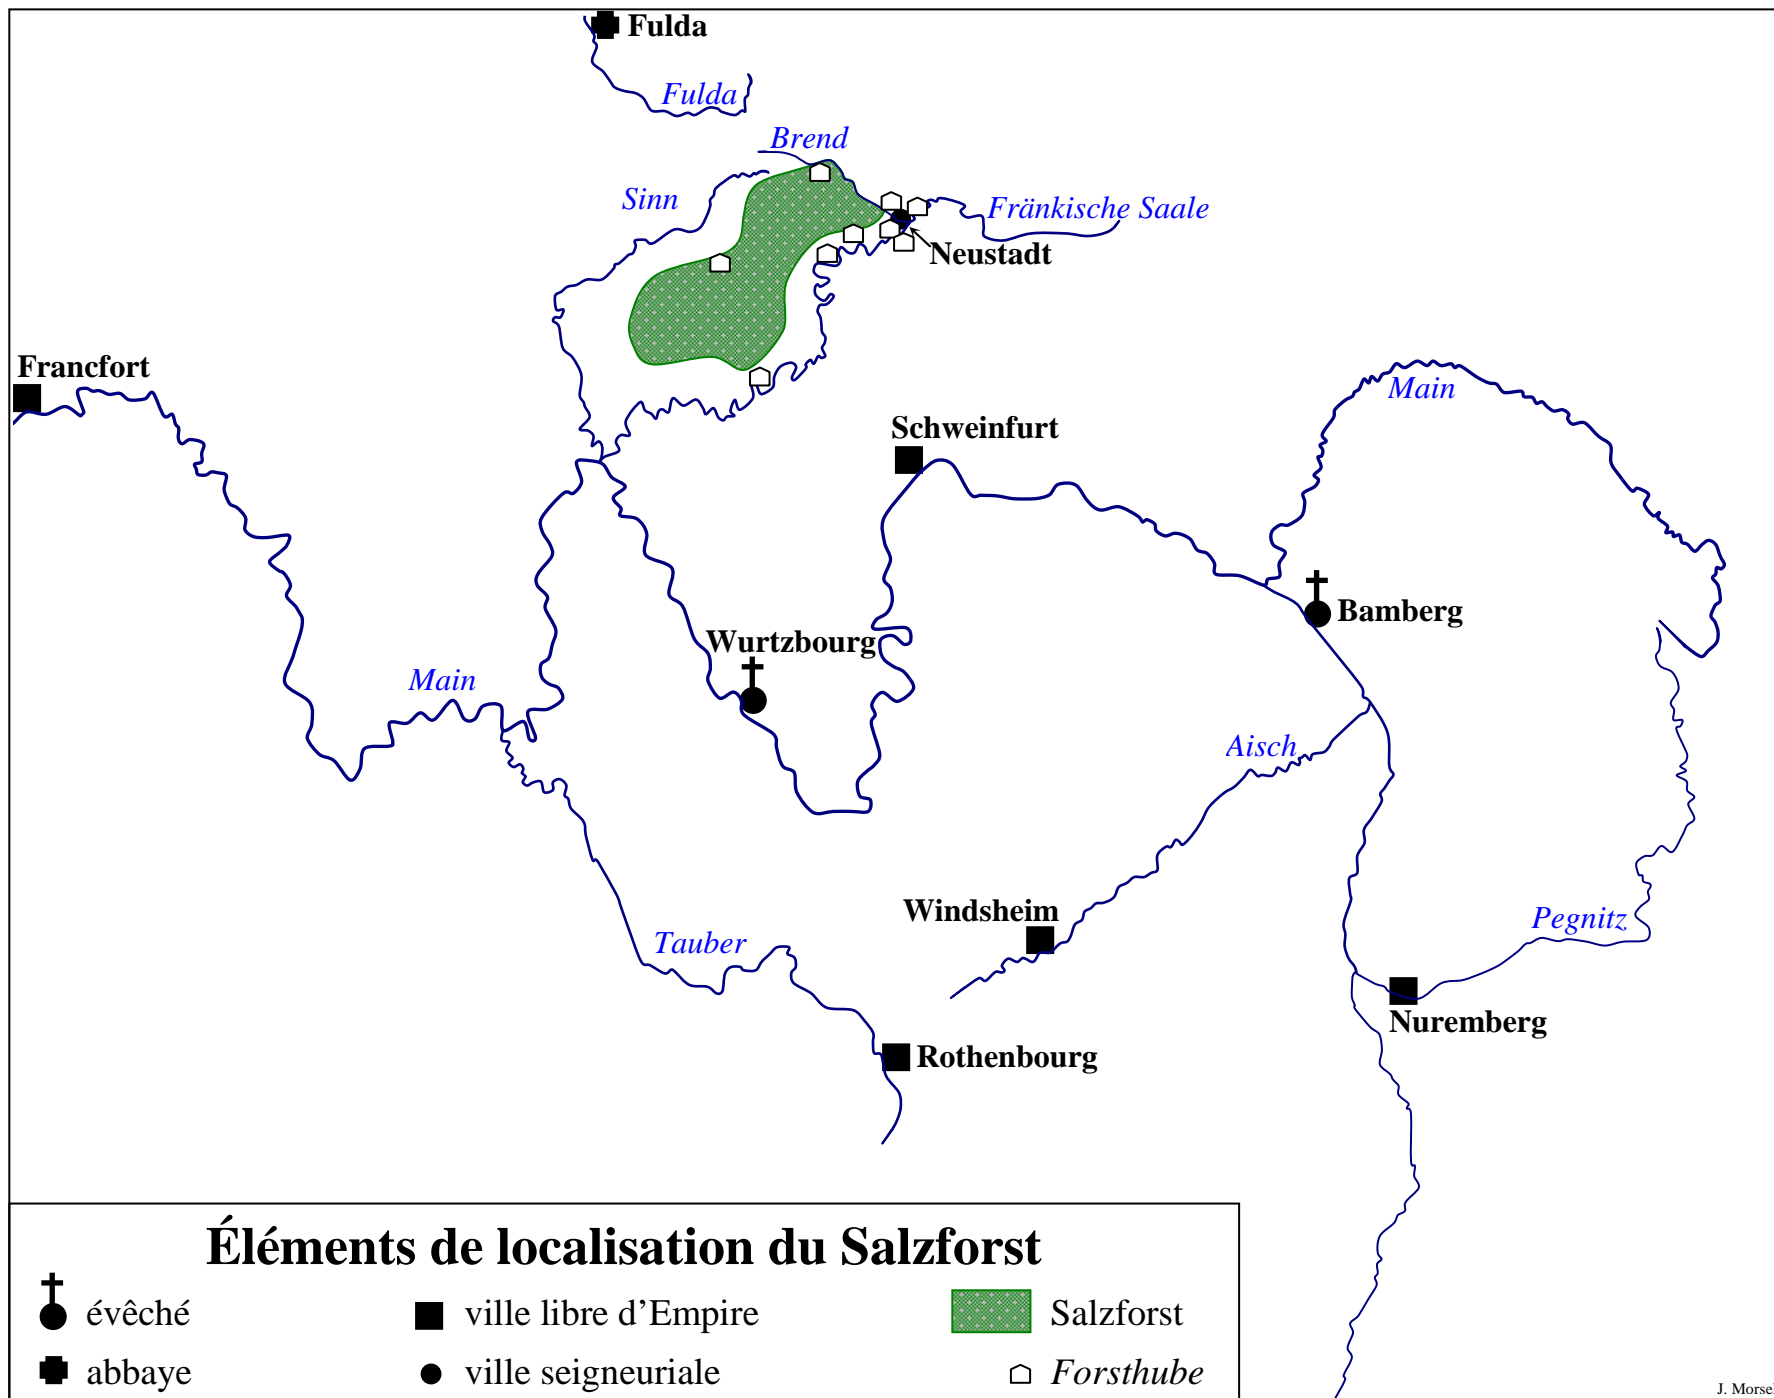 Fulda
Fulda
Brend
Sinn
Fränkische Saale
Neustadt
Francfort
Main
Schweinfurt
Bamberg
Wurtzbourg
Main
Aisch
Windsheim
Pegnitz
Tauber
Nuremberg
Rothenbourg
Éléments de localisation du Salzforst
évêché
ville libre d’Empire
Salzforst
abbaye
ville seigneuriale
Forsthube
J. Morsel